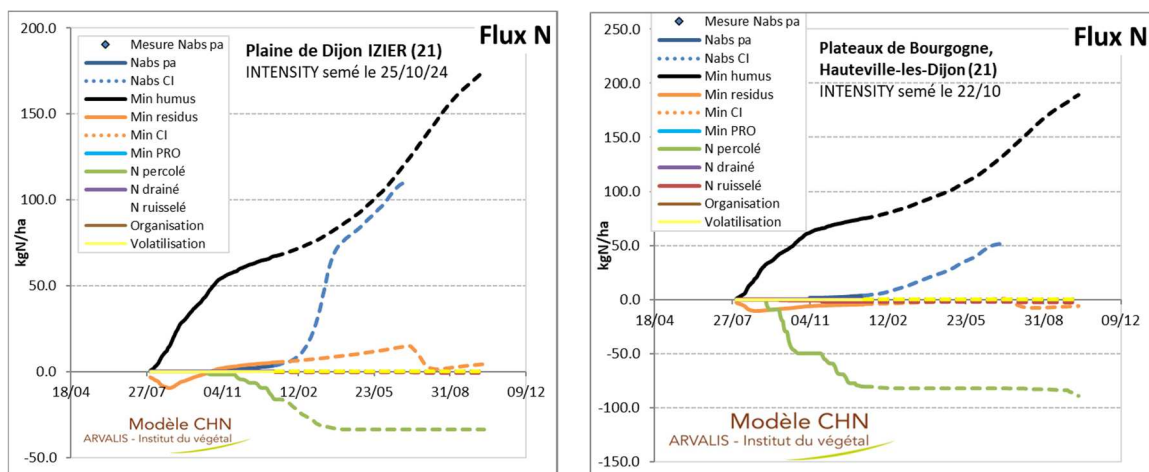 Flux N
Plaine de Dijon IZIER (21)
INTENSITY semé le 25/10/24
Mesure Nabs pa
Nabs pa
Nabs CI
Min humus
Min residus
Min CI
Min PRO
N percolé
N drainé
N ruisselé
Organisation
Volatilisation
kgN/ha
200.0
150.0
100.0
50.0
0.0
-50.0
18/04
27/07
04/11
12/02
23/05
31/08
09/12
Modèle CHN
ARVALIS - Institut du végétal
Flux N
Plateaux de Bourgogne,
Hauteville-les-Dijon (21)
INTENSITY semé le 22/10
Mesure Nabs pa
Nabs pa
Nabs CI
Min humus
Min residus
Min CI
Min PRO
N percolé
N drainé
N ruisselé
Organisation
Volatilisation
kgN/ha
250.0
200.0
150.0
100.0
50.0
0.0
-50.0
-100.0
-150.0
18/04
27/07
04/11
12/02
23/05
31/08
09/12
Modèle CHN
ARVALIS - Institut du végétal